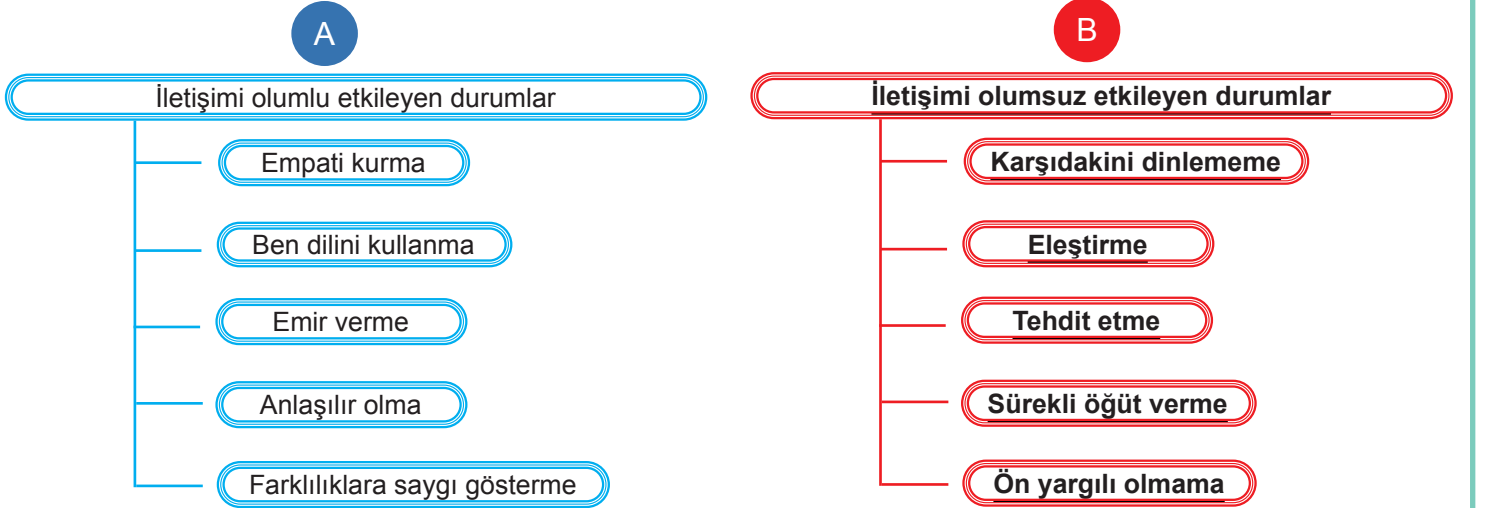 A
İletişimi olumlu etkileyen durumlar
Empati kurma
Ben dilini kullanma
Emir verme
Anlaşılır olma
Farklılıklara saygı gösterme
B
İletişimi olumsuz etkileyen durumlar
Karşıdakini dinlememe
Eleştirme
Tehdit etme
Sürekli öğüt verme
Ön yargılı olmama